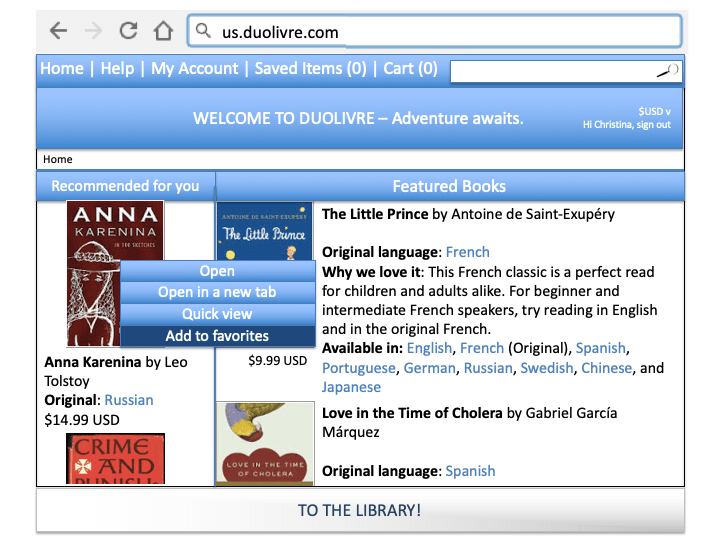 us.duolivre.com
Home | Help | My Account | Saved Items (0) | Cart (0)
WELCOME TO DUOLIVRE – Adventure awaits.
$USD v
Hi Christina, sign out
Home
Recommended for you
ANNA
KARENINA
IN 100 SKETCHES
Open
Open in a new tab
Quick view
Add to favorites
Anna Karenina by Leo
Tolstoy
Original: Russian
$14.99 USD
CRIME
AND
PUNISH
Featured Books
ANTOINE DE SAINT-EXUPÉRY
The Little Prince
$9.99 USD
The Little Prince by Antoine de Saint-Exupéry
Original language: French
Why we love it: This French classic is a perfect read
for children and adults alike. For beginner and
intermediate French speakers, try reading in English
and in the original French.
Available in: English, French (Original), Spanish,
Portuguese, German, Russian, Swedish, Chinese, and
Japanese
LOVE IN THE TIME
OF CHOLERA
Love in the Time of Cholera by Gabriel García
Márquez
Original language: Spanish
TO THE LIBRARY!